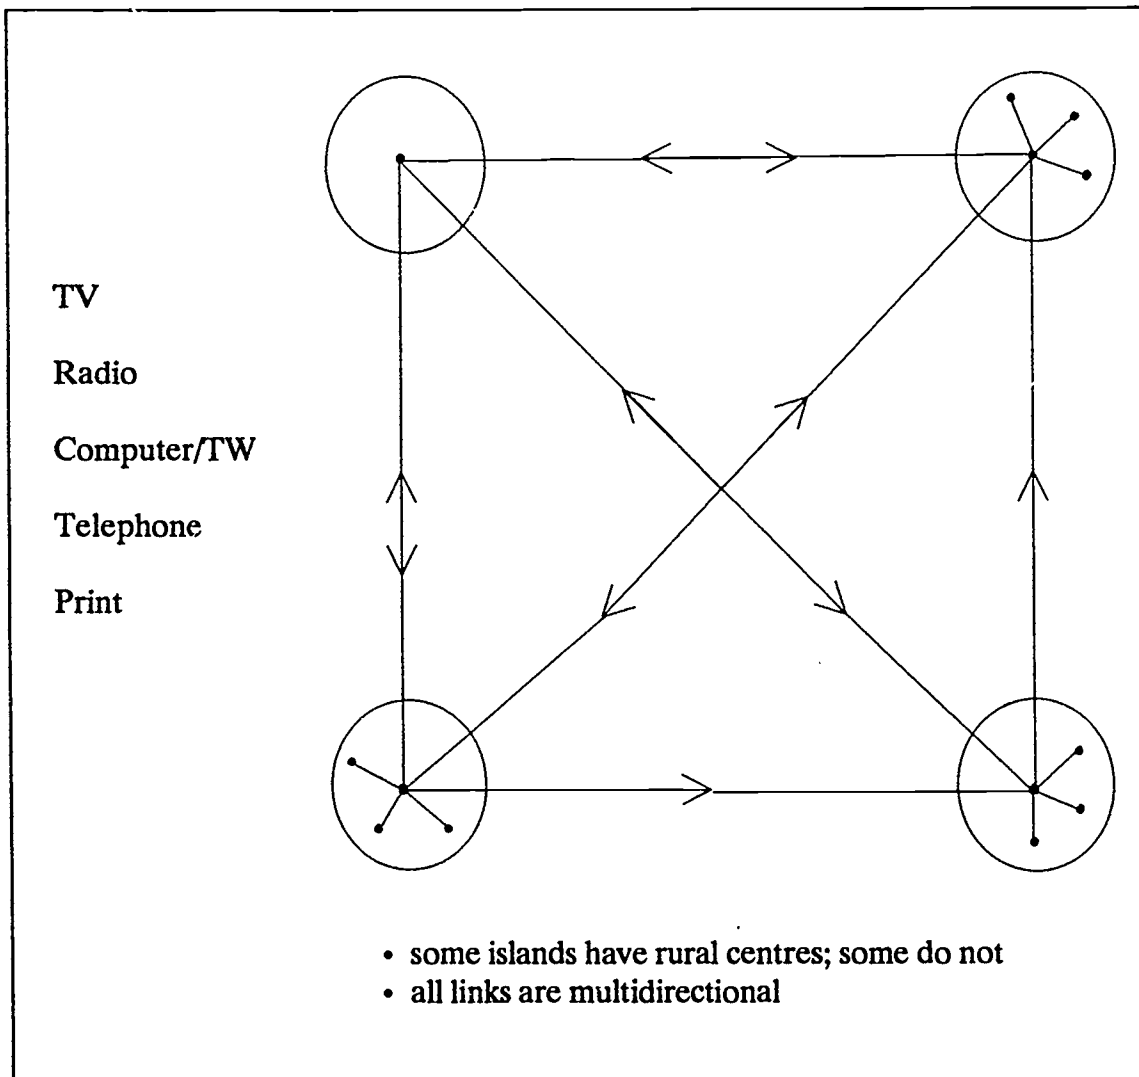 TV
Radio
Computer/TW
Telephone
Print
• some islands have rural centres; some do not
• all links are multidirectional